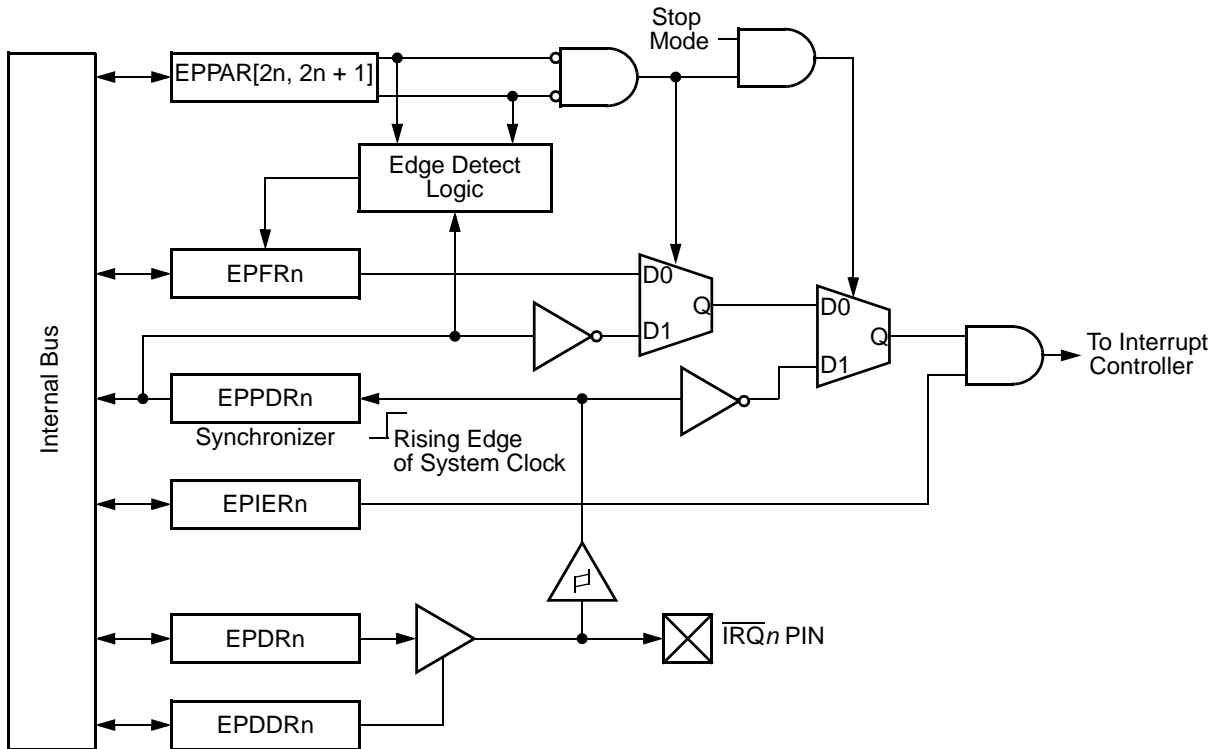 Stop
Mode
EPPAR[2n, 2n + 1]
Edge Detect
Logic
EPFRn
D0
Q
D1
D0
Q
D1
To Interrupt
Controller
Internal Bus
EPPDRn
Synchronizer
Rising Edge
of System Clock
EPIERn
EPDRn
IRQn PIN
EPDDRn